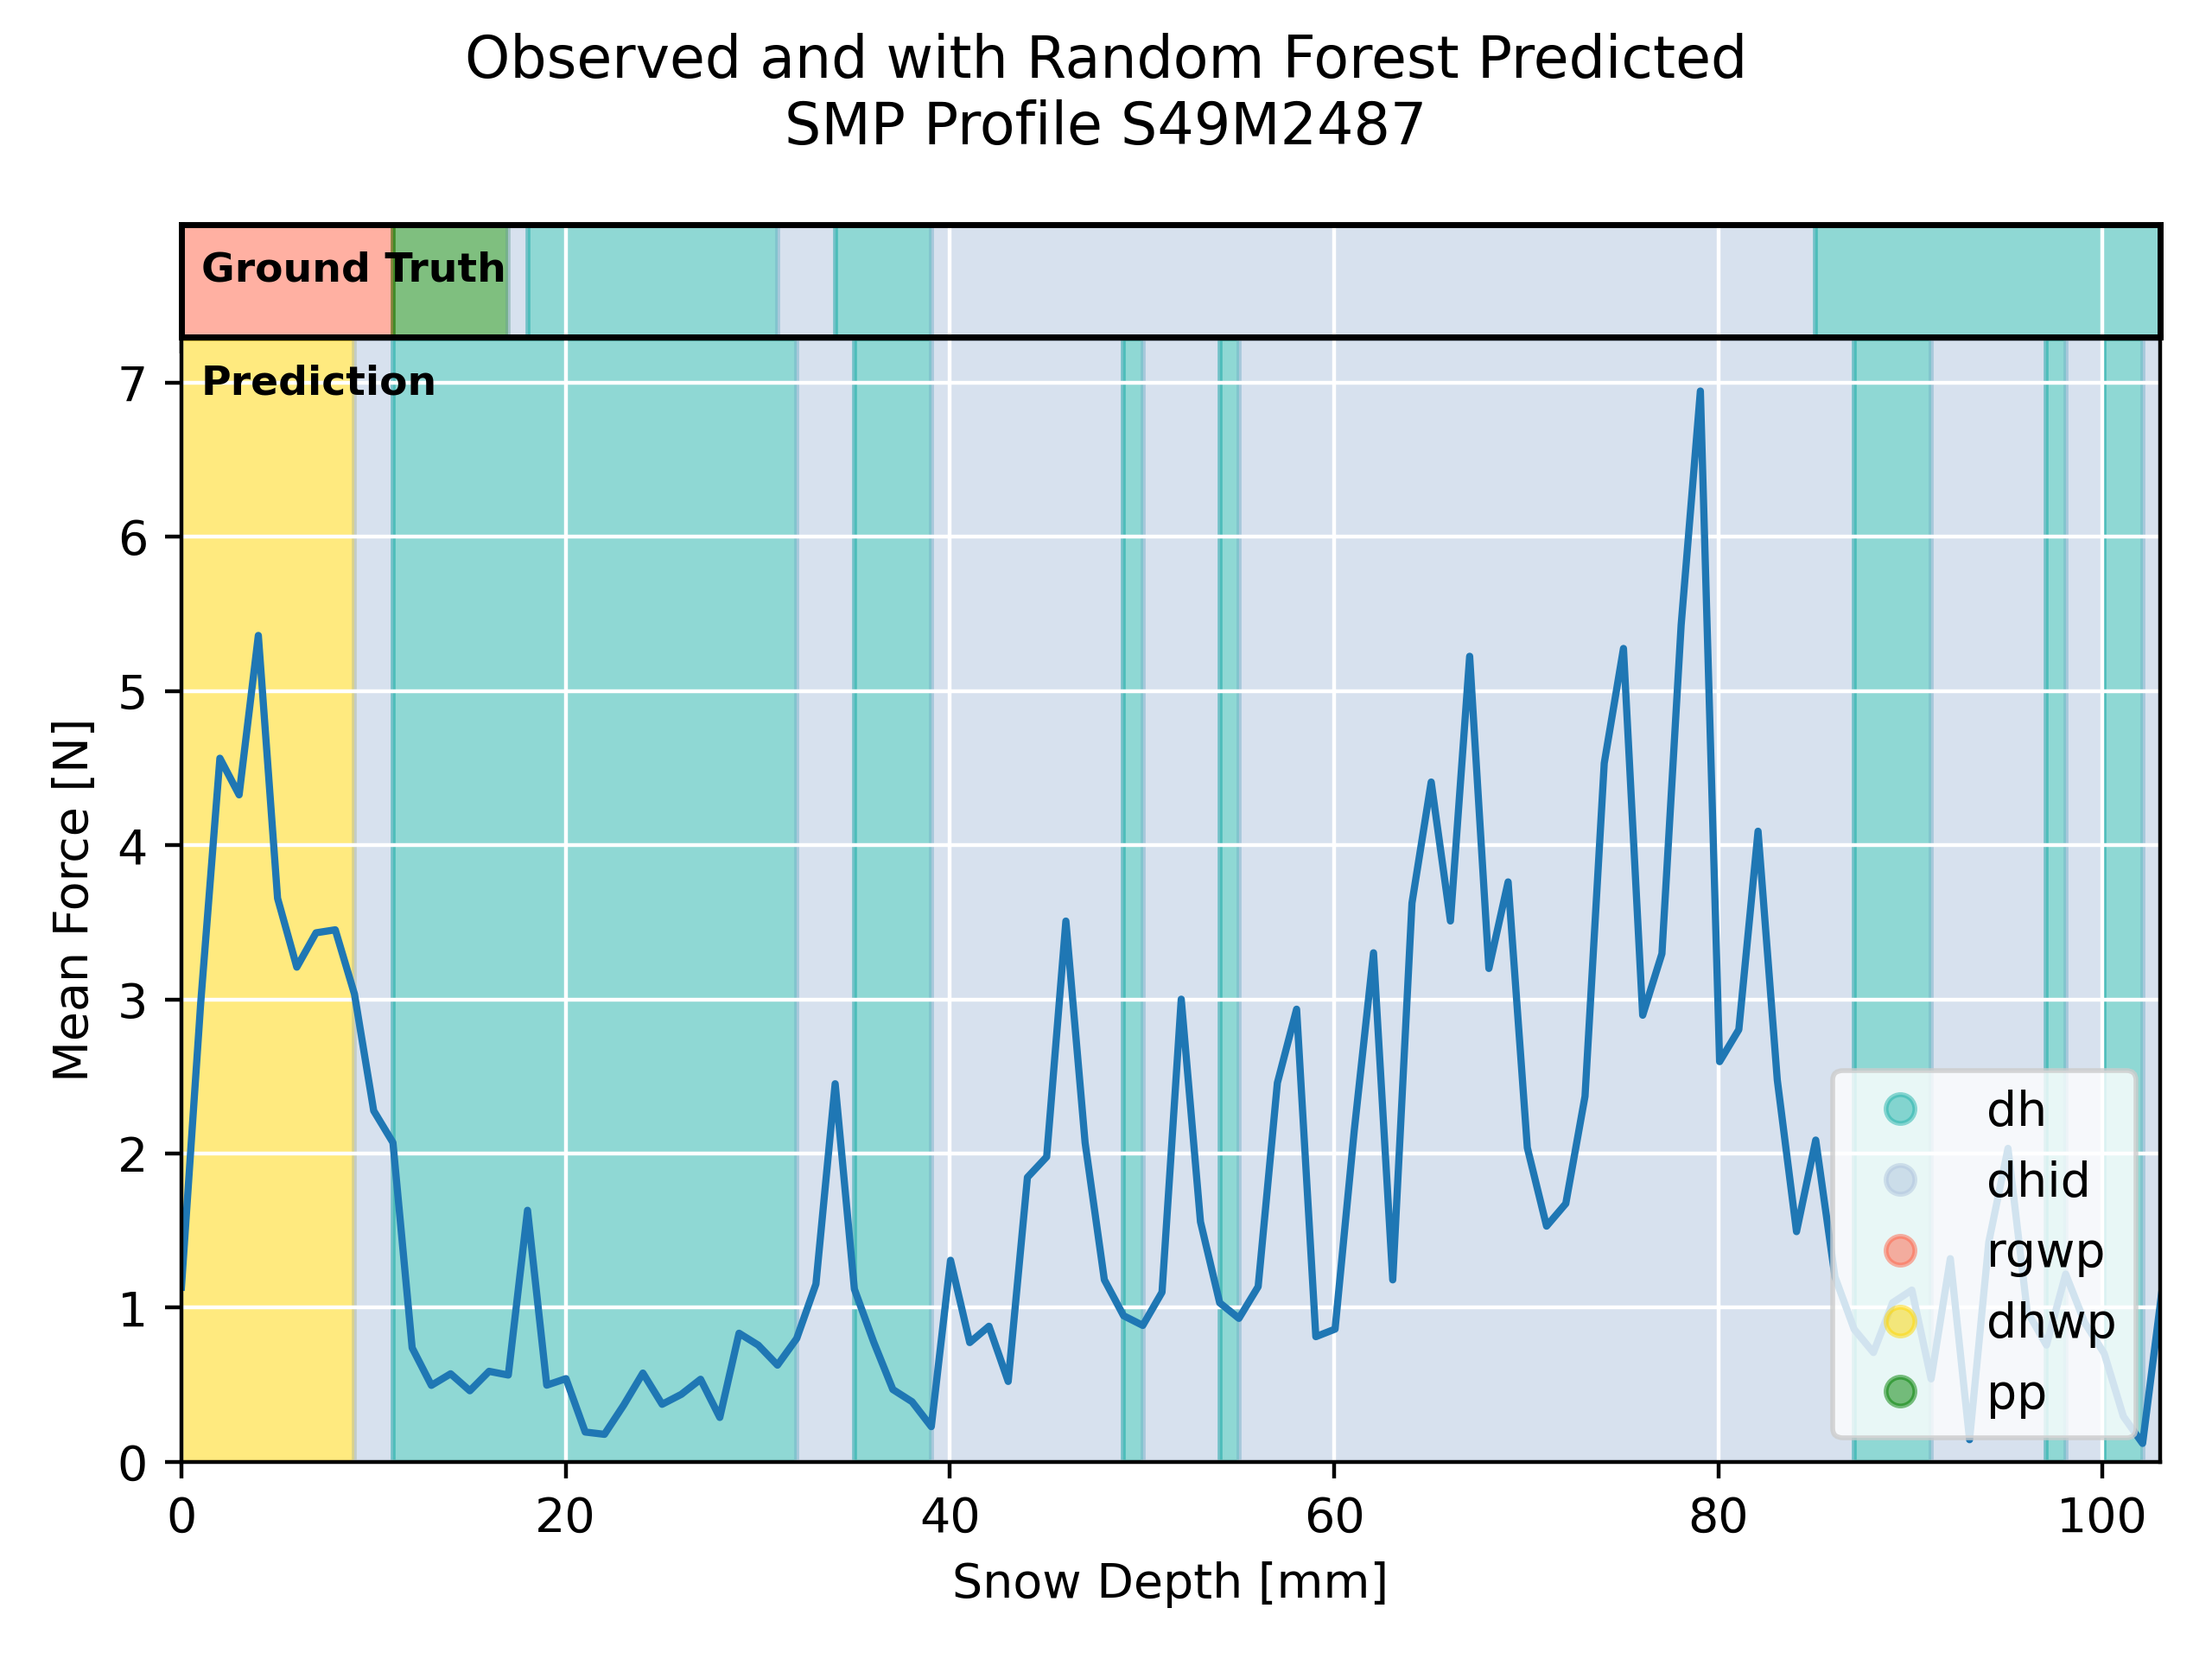 Observed and with Random Forest Predicted
SMP Profile S49M2487
Ground Truth
Prediction
7
6
5
4
3
2
1
0
Mean Force [N]
dh
dhid
rgwp
dhwp
pp
0 20 40 60 80 100
Snow Depth [mm]